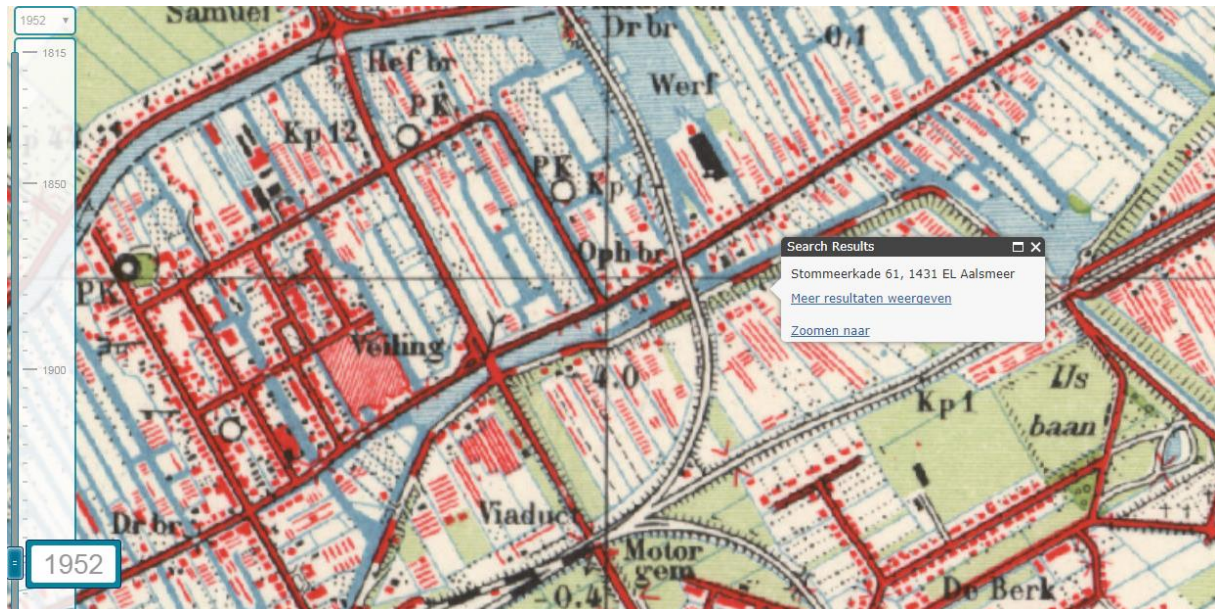 1952
1815
1850
1900
1952
Samuel
Dr br
-0,1
Hef br
Werf
PK
Kp 12
PK
Kp 1
Oph br
PK
Search Results
Stommeerkade 61, 1431 EL Aalsmeer
Meer resultaten weergeven
Zoomen naar
Veiling
4 0
IJs
baan
Kp 1
Viaduct
Dr br
Motor
gem
-0.4
De Berk